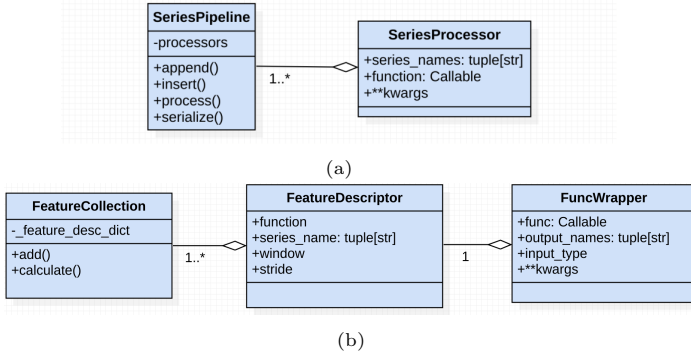 SeriesPipeline
-processors
+append()
+insert()
+process()
+serialize()
1..*
SeriesProcessor
+series_names: tuple[str]
+function: Callable
+**kwargs
(a)
FeatureCollection
-_feature_desc_dict
+add()
+calculate()
1..*
FeatureDescriptor
+function
+series_name: tuple[str]
+window
+stride
1
FuncWrapper
+func: Callable
+output_names: tuple[str]
+input_type
+**kwargs
(b)